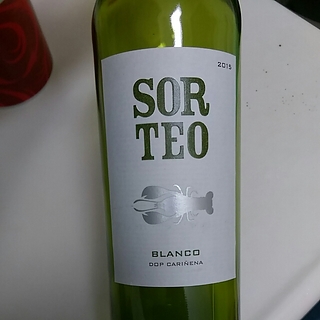 2015
SOR
TEO
BLANCO
DOP CARIÑENA